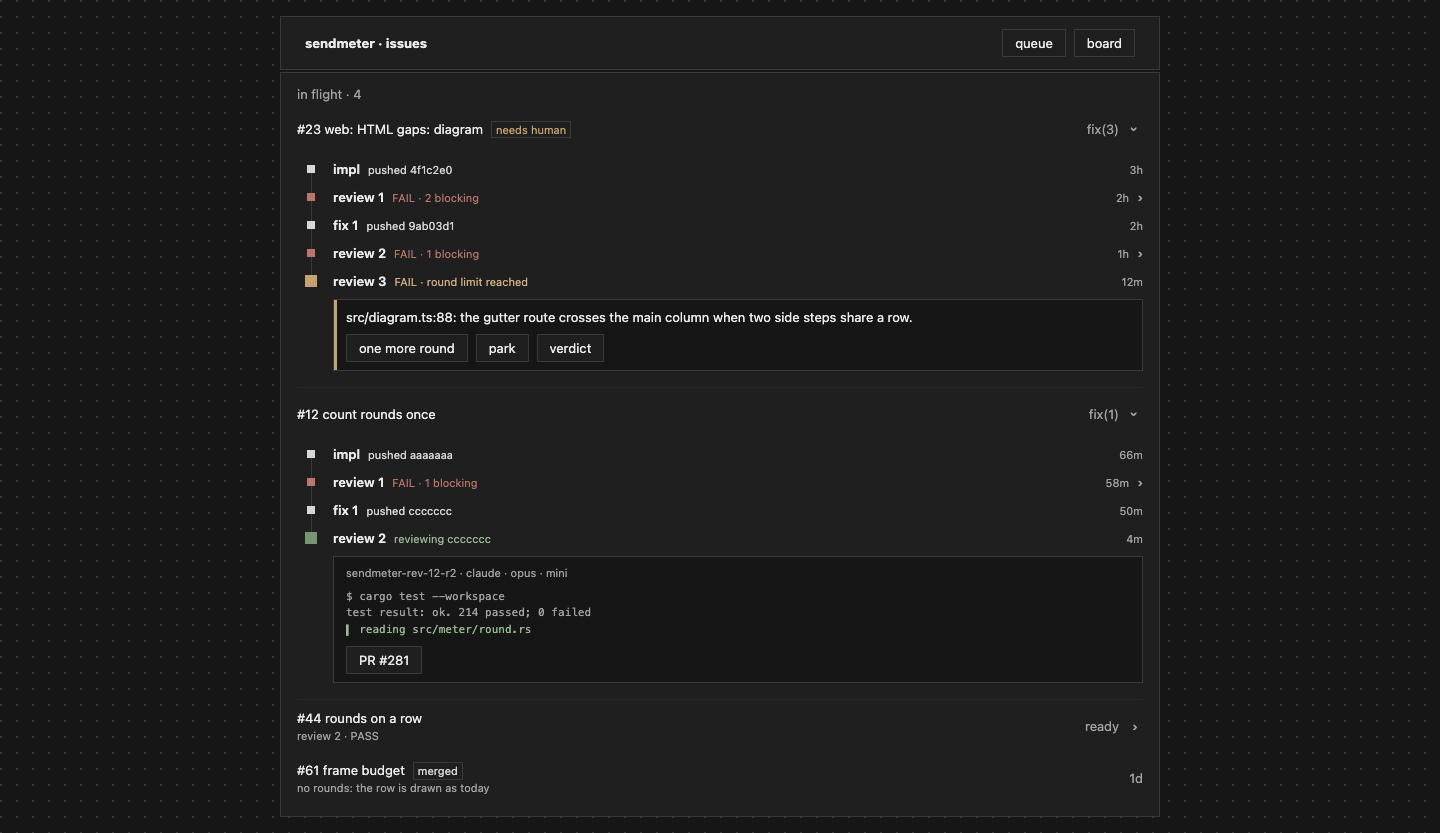 sendmeter · issues queue board
in flight · 4
#23 web: HTML gaps: diagram needs human fix(3)
impl pushed 4f1c2e0 3h
review 1 FAIL · 2 blocking 2h
fix 1 pushed 9ab03d1 2h
review 2 FAIL · 1 blocking 1h
review 3 FAIL · round limit reached 12m
src/diagram.ts:88: the gutter route crosses the main column when two side steps share a row.
one more round park verdict
#12 count rounds once fix(1)
impl pushed aaaaaaa 66m
review 1 FAIL · 1 blocking 58m
fix 1 pushed ccccccc 50m
review 2 reviewing ccccccc 4m
sendmeter-rev-12-r2 · claude · opus · mini
$ cargo test --workspace
test result: ok. 214 passed; 0 failed
reading src/meter/round.rs
PR #281
#44 rounds on a row ready
review 2 · PASS
#61 frame budget merged 1d
no rounds: the row is drawn as today